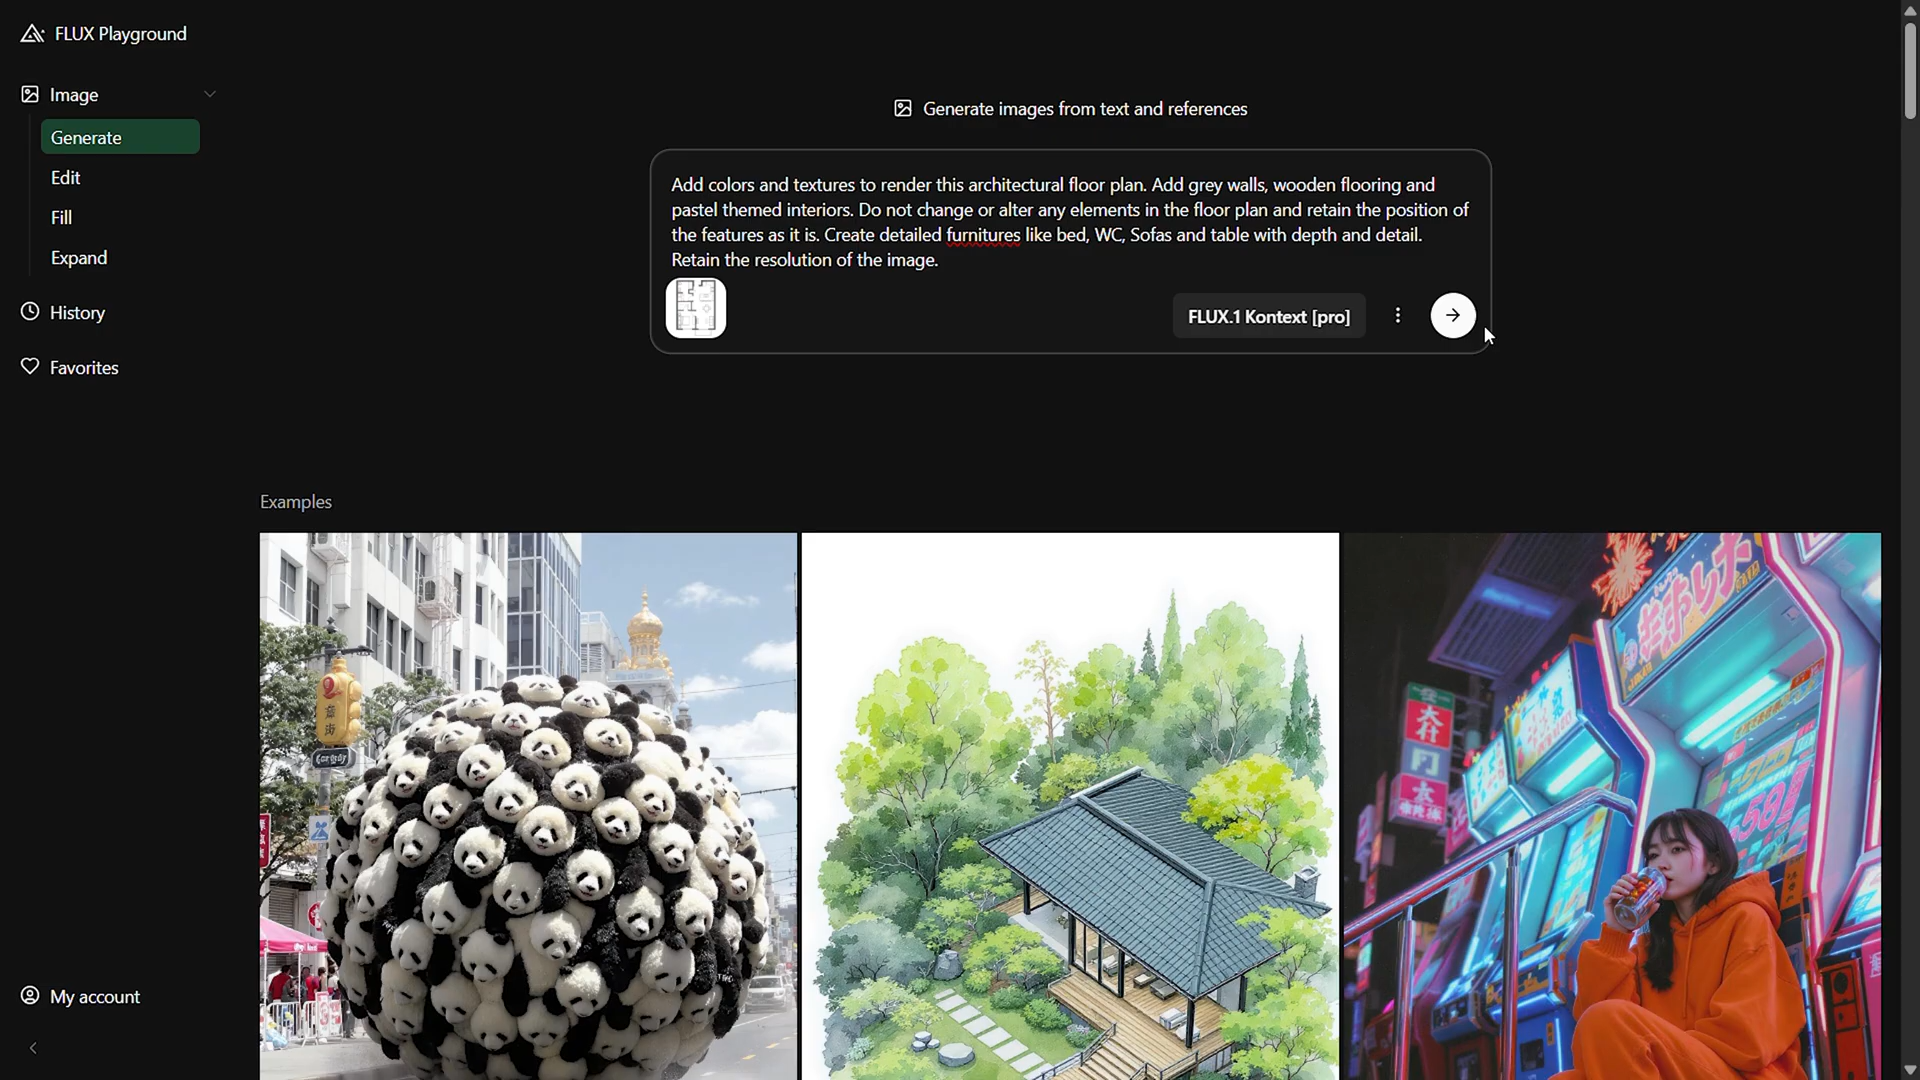 FLUX Playground
Image
Generate
Edit
Fill
Expand
History
Favorites
Generate images from text and references
Add colors and textures to render this architectural floor plan. Add grey walls, wooden flooring and
pastel themed interiors. Do not change or alter any elements in the floor plan and retain the position of
the features as it is. Create detailed furnitures like bed, WC, Sofas and table with depth and detail.
Retain the resolution of the image.
FLUX.1 Kontext [pro]
Examples
My account